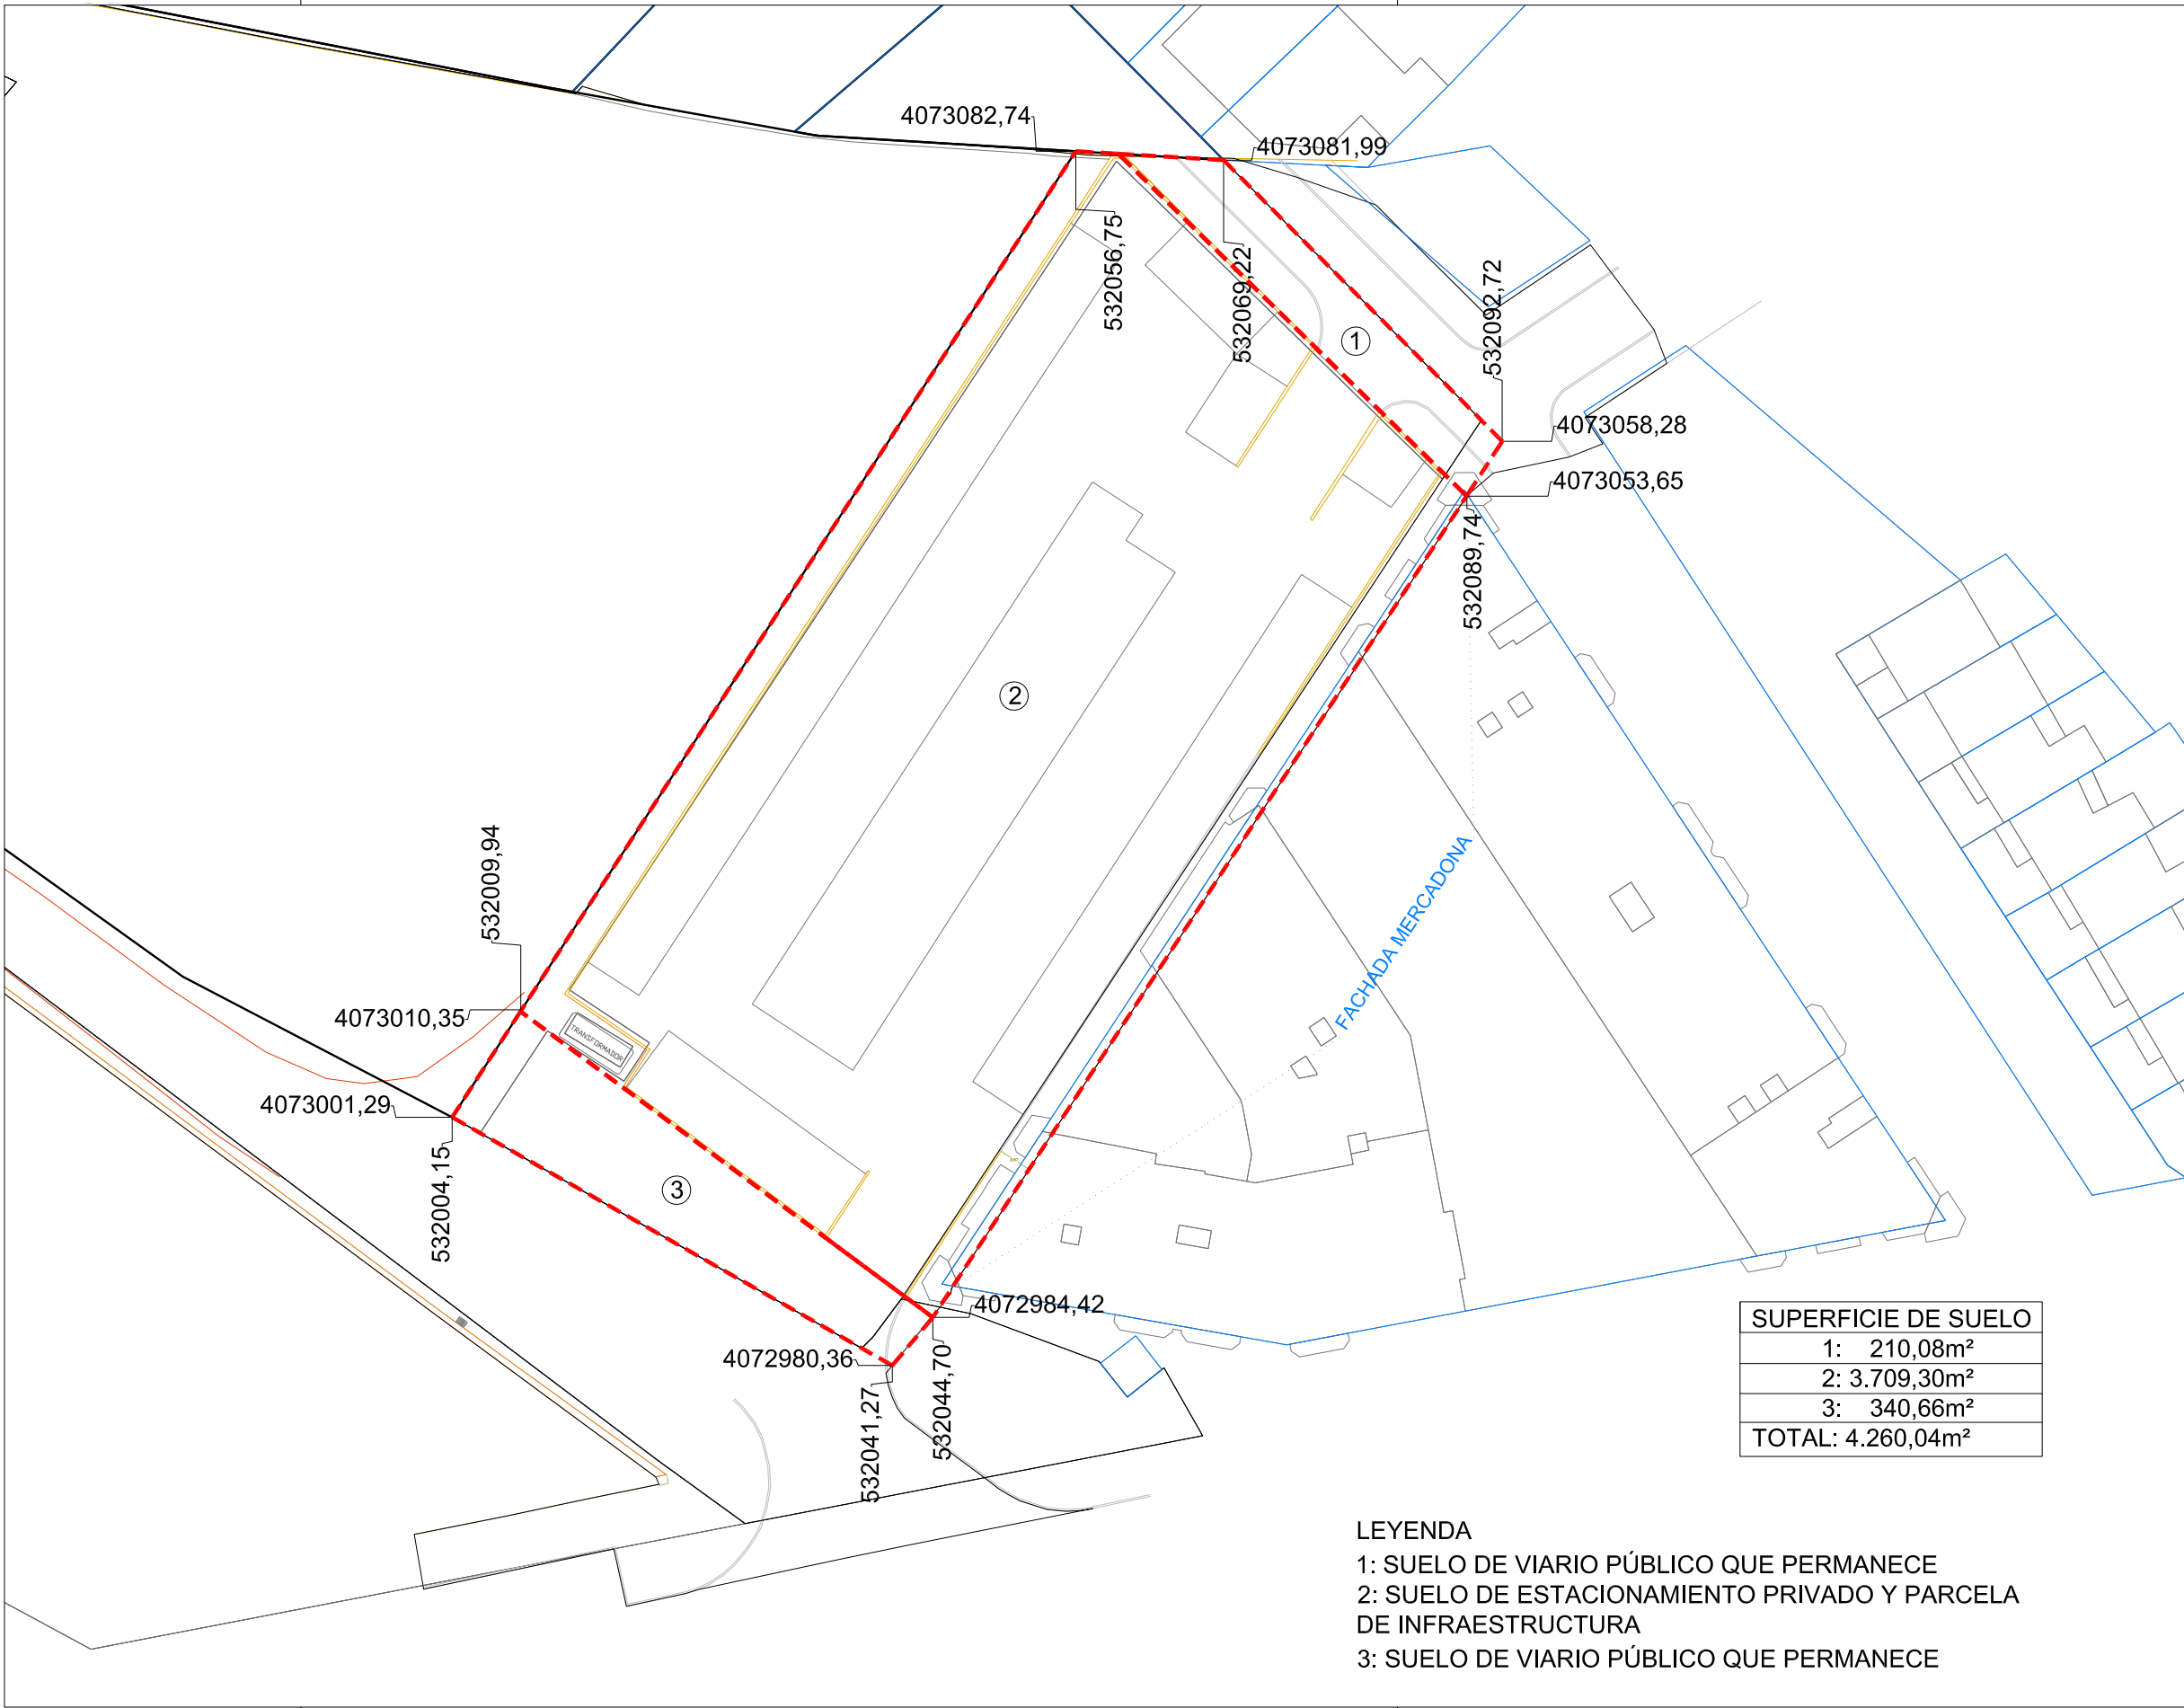 4073082,74
4073081,99
532056,75
532069,22
532092,72
1
4073058,28
4073053,65
532089,74
2
532009,94
FACHADA MERCADONA
4073010,35
TRANSFORMADOR
4073001,29
532004,15
3
4072984,42
4072980,36
532044,70
532041,27
SUPERFICIE DE SUELO
1: 210,08m²
2: 3.709,30m²
3: 340,66m²
TOTAL: 4.260,04m²
LEYENDA
1: SUELO DE VIARIO PÚBLICO QUE PERMANECE
2: SUELO DE ESTACIONAMIENTO PRIVADO Y PARCELA
DE INFRAESTRUCTURA
3: SUELO DE VIARIO PÚBLICO QUE PERMANECE